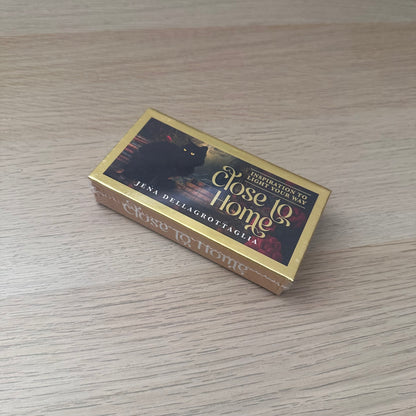 INSPIRATION TO
LIGHT YOUR WAY
Close to
Home
JENA DELLAGROTTAGLIA
Close to Home